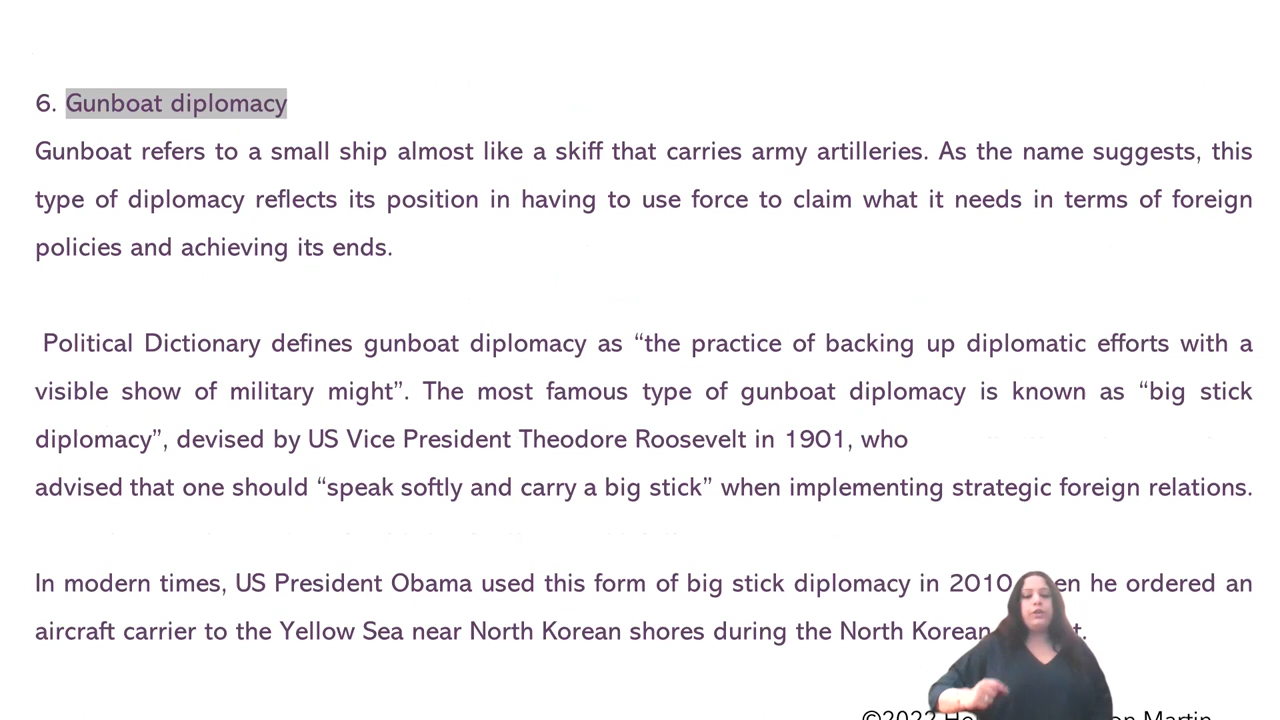 6. Gunboat diplomacy
Gunboat refers to a small ship almost like a skiff that carries army artilleries. As the name suggests, this
type of diplomacy reflects its position in having to use force to claim what it needs in terms of foreign
policies and achieving its ends.
Political Dictionary defines gunboat diplomacy as “the practice of backing up diplomatic efforts with a
visible show of military might”. The most famous type of gunboat diplomacy is known as “big stick
diplomacy”, devised by US Vice President Theodore Roosevelt in 1901, who
advised that one should “speak softly and carry a big stick” when implementing strategic foreign relations.
In modern times, US President Obama used this form of big stick diplomacy in 2010 he ordered an
aircraft carrier to the Yellow Sea near North Korean shores during the North Korean
©2022 Martin